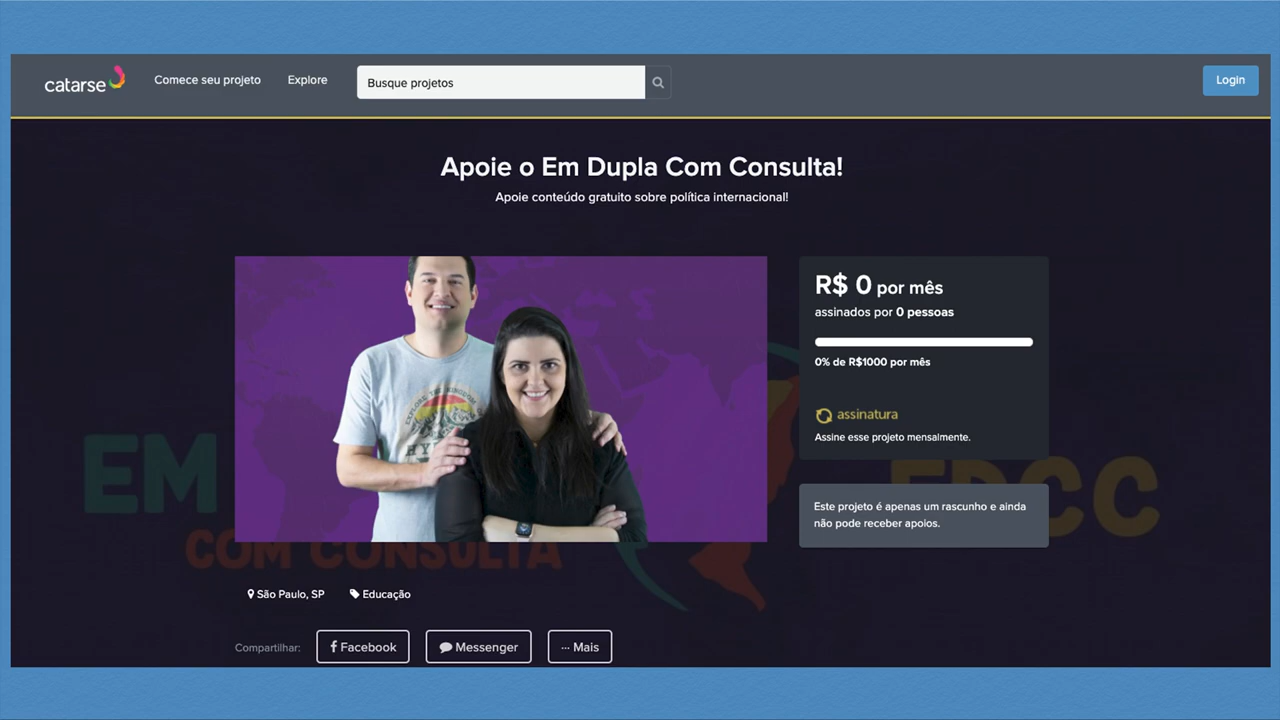 catarse
Comece seu projeto
Explore
Busque projetos
Login
Apoie o Em Dupla Com Consulta!
Apoie conteúdo gratuito sobre política internacional!
R$ 0 por mês
assinados por 0 pessoas
0% de R$1000 por mês
assinatura
Assine esse projeto mensalmente.
Este projeto é apenas um rascunho e ainda
não pode receber apoios.
EM
COM CONSULTA
EDCC
São Paulo, SP
Educação
Compartilhar:
Facebook
Messenger
··· Mais